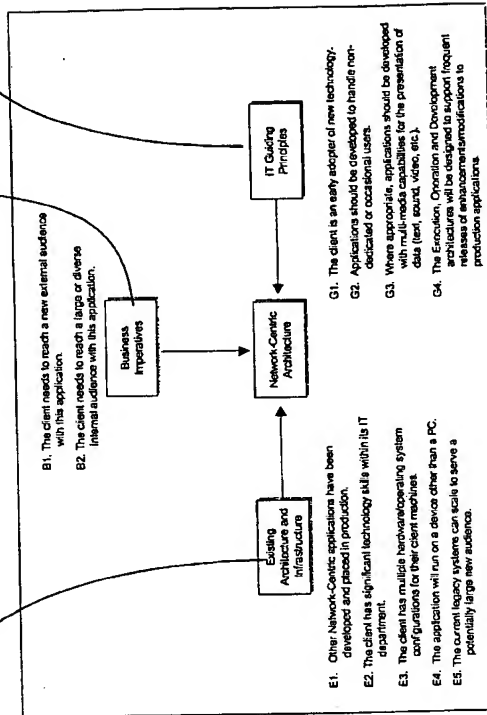 B1. The client needs to reach a new external audience
with this application.
B2. The client needs to reach a large or diverse
internal audience with this application.
Business
Imperatives
Existing
Architecture and
Infrastructure
Network-Centric
Architecture
IT Guiding
Principles
E1. Other Network-Centric applications have been
developed and placed in production.
E2. The client has significant technology skills within its IT
department.
E3. The client has multiple hardware/operating system
configurations for their client machines.
E4. The application will run on a device other than a PC.
E5. The current legacy systems can scale to serve a
potentially large new audience.
G1. The client is an early adopter of new technology.
G2. Applications should be developed to handle non-
dedicated or occasional users.
G3. Where appropriate, applications should be developed
with multi-media capabilities for the presentation of
data (text, sound, video, etc.).
G4. The Execution, Operation and Development
architectures will be designed to support frequent
releases of enhancements/modifications to
production applications.